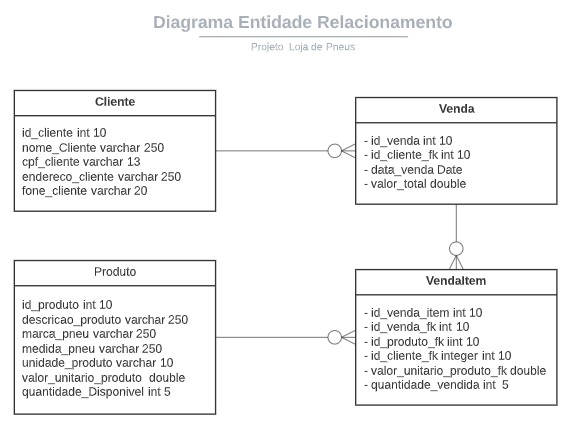 Diagrama Entidade Relacionamento
Projeto Loja de Pneus
Cliente
id_cliente int 10
nome_Cliente varchar 250
cpf_cliente varchar 13
endereco_cliente varchar 250
fone_cliente varchar 20
Venda
- id_venda int 10
- id_cliente_fk int 10
- data_venda Date
- valor_total double
Produto
id_produto int 10
descricao_produto varchar 250
marca_pneu varchar 250
medida_pneu varchar 250
unidade_produto varchar 10
valor_unitario_produto double
quantidade_Disponivel int 5
VendaItem
- id_venda_item int 10
- id_venda_fk int 10
- id_produto_fk iint 10
- id_cliente_fk integer int 10
- valor_unitario_produto_fk double
- quantidade_vendida int 5